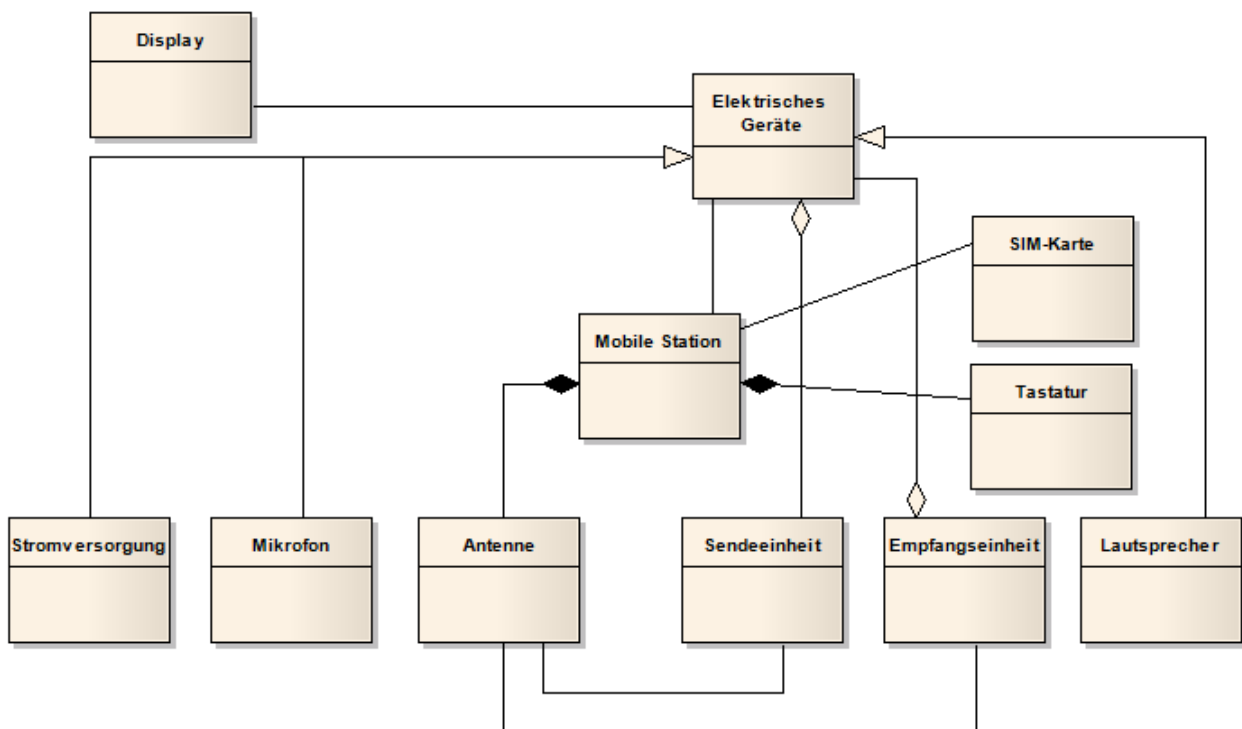 Display
Elektrisches
Geräte
SIM-Karte
Mobile Station
Tastatur
Stromversorgung
Mikrofon
Antenne
Sendeeinheit
Empfangseinheit
Lautsprecher